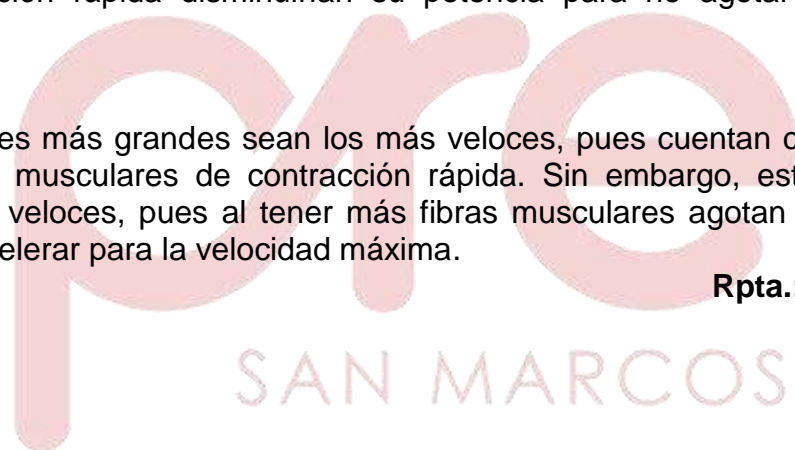 ción rápida disminuirían su potencia para no agotar
es más grandes sean los más veloces, pues cuentan
musculares de contracción rápida. Sin embargo,
veloces, pues al tener más fibras musculares agotan
elerar para la velocidad máxima.
Rpta.:
pre
SAN MARCOS